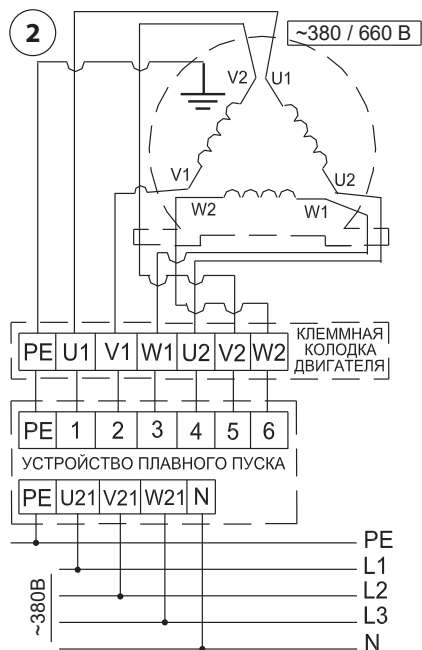 2
~380 / 660 В
V2 U1
V1 U2
W2 W1
PE U1 V1 W1 U2 V2 W2
КЛЕММНАЯ
КОЛОДКА
ДВИГАТЕЛЯ
PE 1 2 3 4 5 6
УСТРОЙСТВО ПЛАВНОГО ПУСКА
PE U21 V21 W21 N
PE
L1
~380В
L2
L3
N